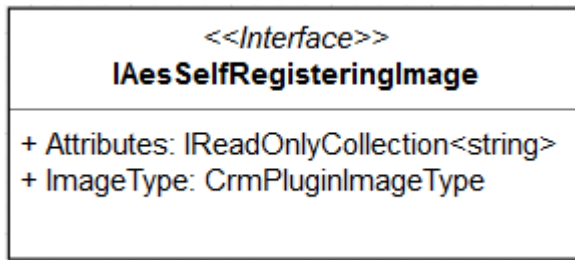 <<Interface>>
IAesSelfRegisteringImage
+ Attributes: IReadOnlyCollection<string>
+ ImageType: CrmPluginImageType